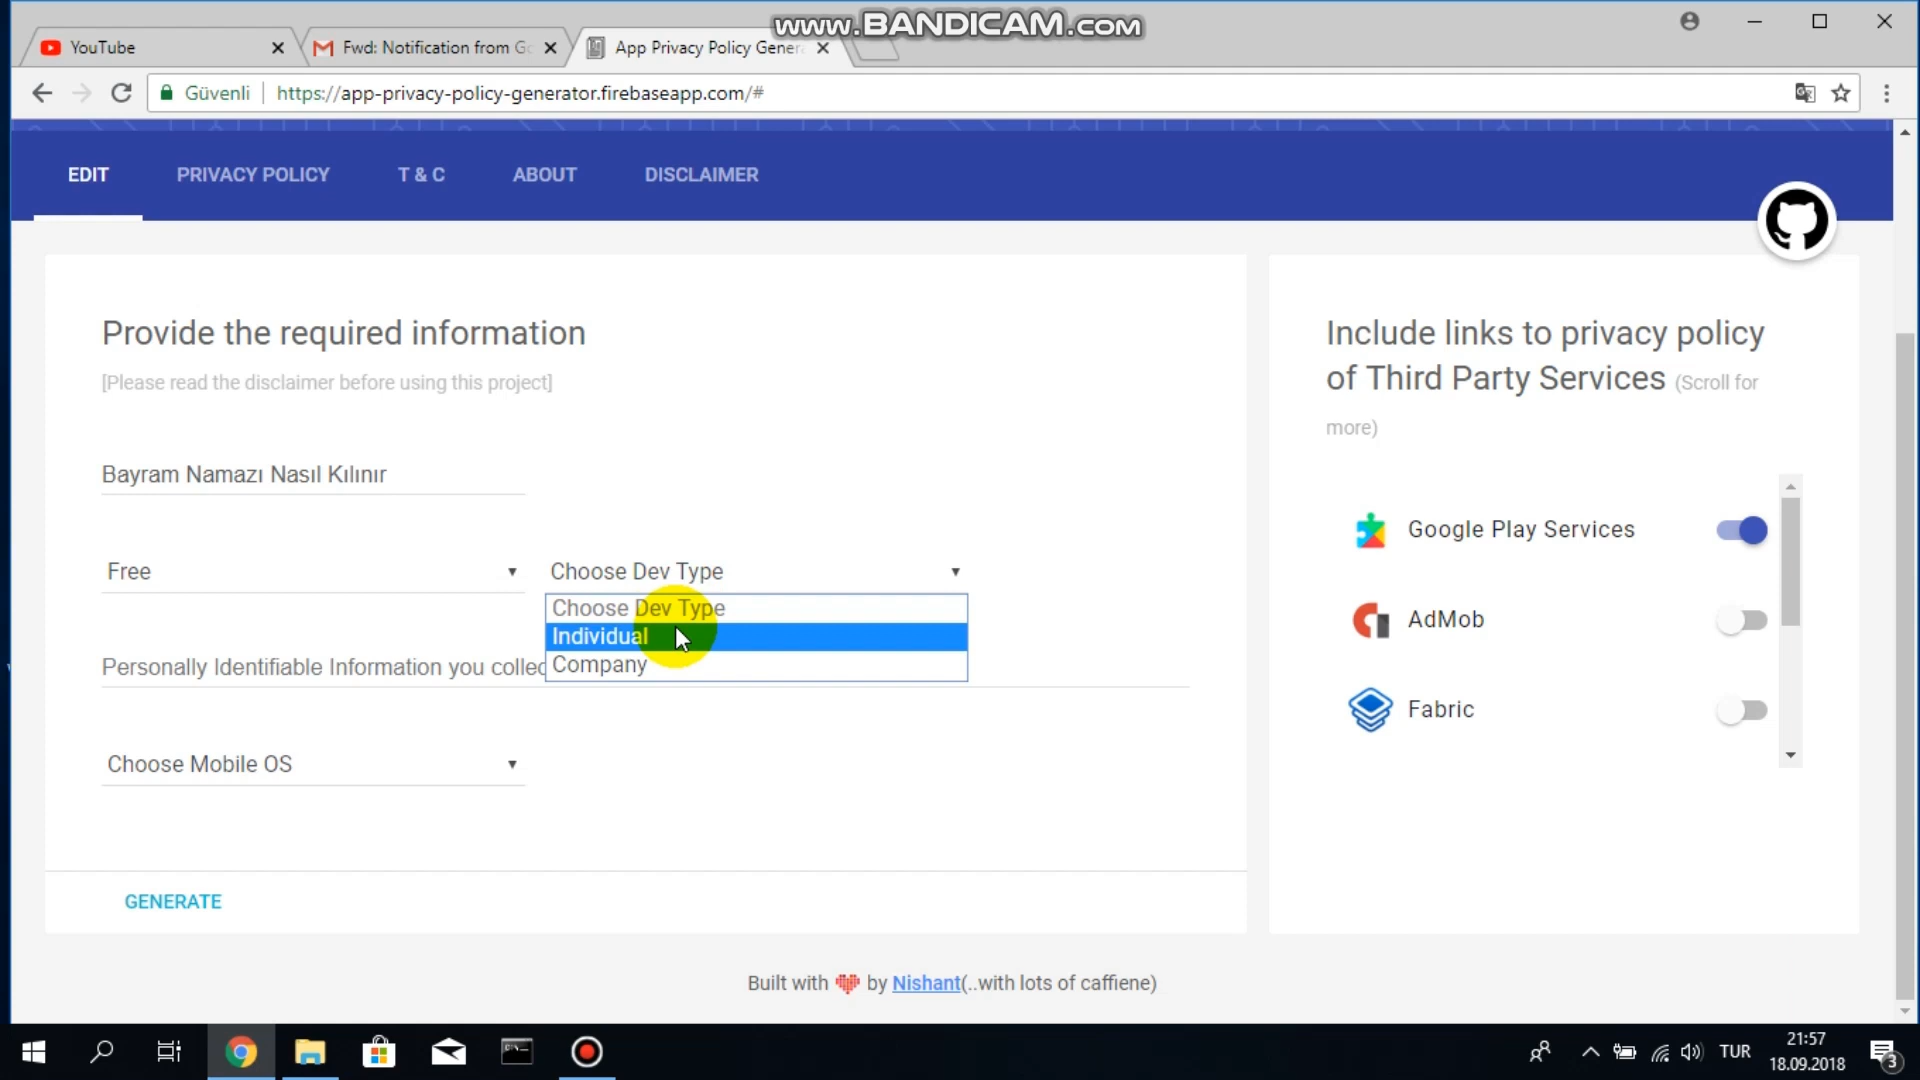 www.BANDICAM.com
YouTube
Fwd: Notification from Go
App Privacy Policy Genera
Güvenli
https://app-privacy-policy-generator.firebaseapp.com/#
EDIT
PRIVACY POLICY
T & C
ABOUT
DISCLAIMER
Provide the required information
[Please read the disclaimer before using this project]
Bayram Namazı Nasıl Kılınır
Free
Choose Dev Type
Choose Dev Type
Individual
Company
Personally Identifiable Information you collec
Choose Mobile OS
GENERATE
Include links to privacy policy
of Third Party Services (Scroll for
more)
Google Play Services
AdMob
Fabric
Built with by Nishant(..with lots of caffiene)
TUR
21:57
18.09.2018
3